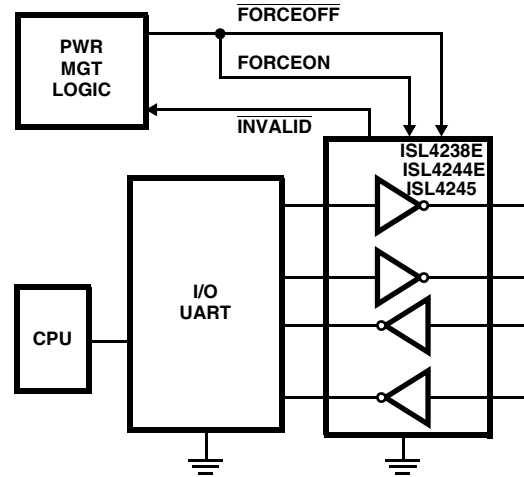 FORCEOFF
PWR
MGT
LOGIC
FORCEON
INVALID
ISL4238E
ISL4244E
ISL4245
I/O
UART
CPU